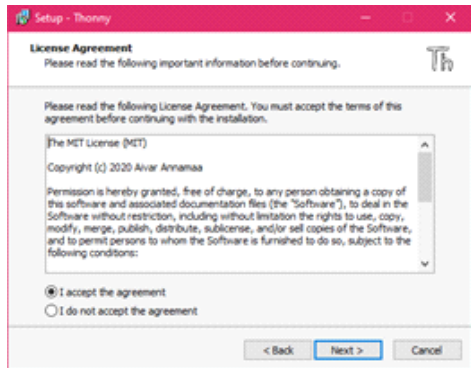 Setup - Thonny
License Agreement
Please read the following important information before continuing.
Th
Please read the following License Agreement. You must accept the terms of this
agreement before continuing with the installation.
The MIT License (MIT)
Copyright (c) 2020 Aivar Annamaa
Permission is hereby granted, free of charge, to any person obtaining a copy of
this software and associated documentation files (the "Software"), to deal in the
Software without restriction, including without limitation the rights to use, copy,
modify, merge, publish, distribute, sublicense, and/or sell copies of the Software,
and to permit persons to whom the Software is furnished to do so, subject to the
following conditions:
I accept the agreement
I do not accept the agreement
< Back
Next >
Cancel